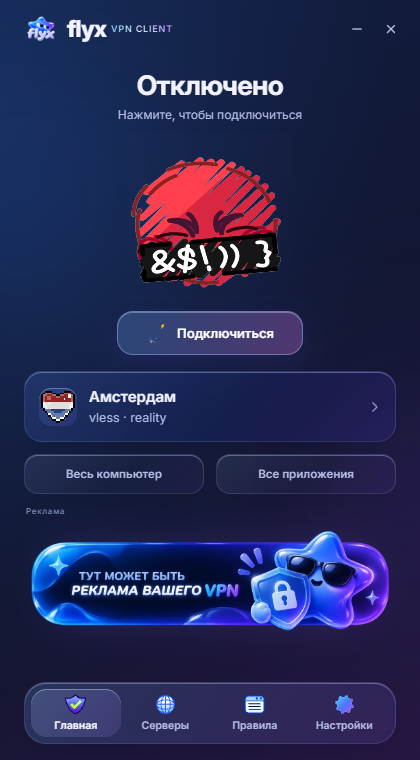 flyx
flyx VPN CLIENT
Отключено
Нажмите, чтобы подключиться
&$!)) }
Подключиться
Амстердам
vless · reality
Весь компьютер
Все приложения
Реклама
ТУТ МОЖЕТ БЫТЬ
РЕКЛАМА ВАШЕГО VPN
Главная
Серверы
Правила
Настройки